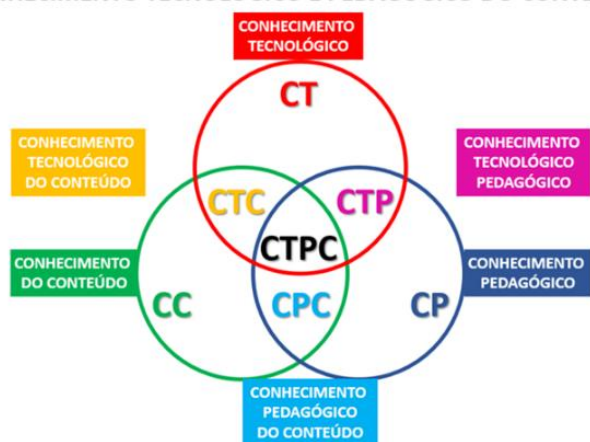 CONHECIMENTO
TECNOLÓGICO
CT
CONHECIMENTO
TECNOLÓGICO
DO CONTEÚDO
CONHECIMENTO
TECNOLÓGICO
PEDAGÓGICO
CTC
CTP
CTPC
CONHECIMENTO
DO CONTEÚDO
CONHECIMENTO
PEDAGÓGICO
CC
CPC
CP
CONHECIMENTO
PEDAGÓGICO
DO CONTEÚDO